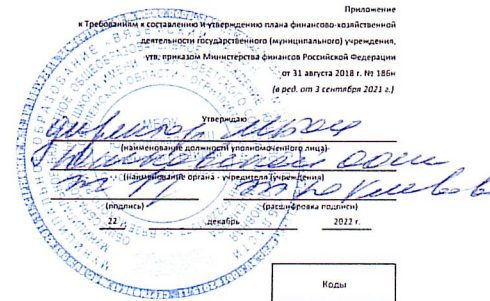 Приложение
к Требованиям к составлению и утверждению плана финансово-хозяйственной
деятельности государственного (муниципального) учреждения,
утв. приказом Министерства финансов Российской Федерации
от 31 августа 2018 г. № 186н
(в ред. от 3 сентября 2021 г.)
Утверждаю
директор школы
(наименование должности уполномоченного лица)
(наименование органа - учредителя (учреждения)
(подпись) (расшифровка подписи)
22 декабрь 2022 г.
Коды